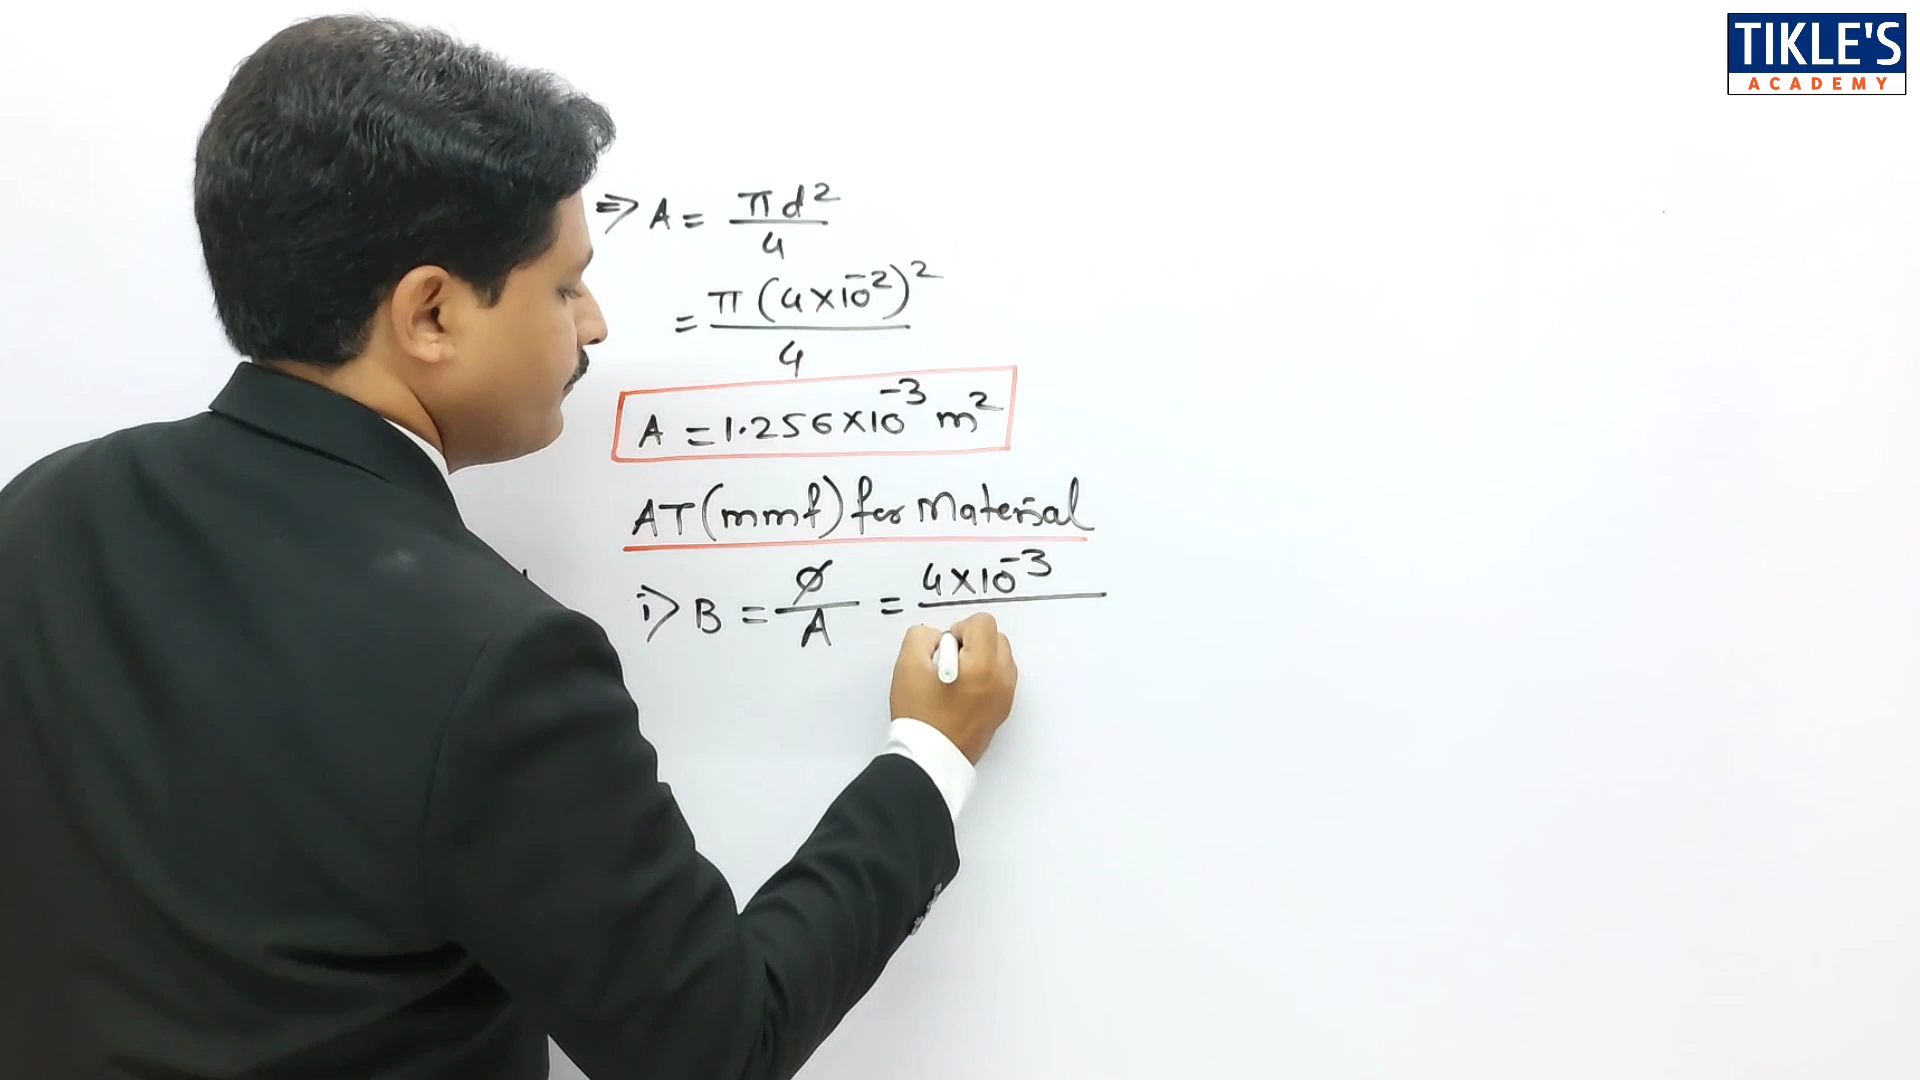 TIKLE'S
ACADEMY
⇒ A = πd² / 4
= π(4×10⁻²)² / 4
A = 1.256×10⁻³ m²
AT(mmf) for Material
i> B = ϕ / A = 4×10⁻³